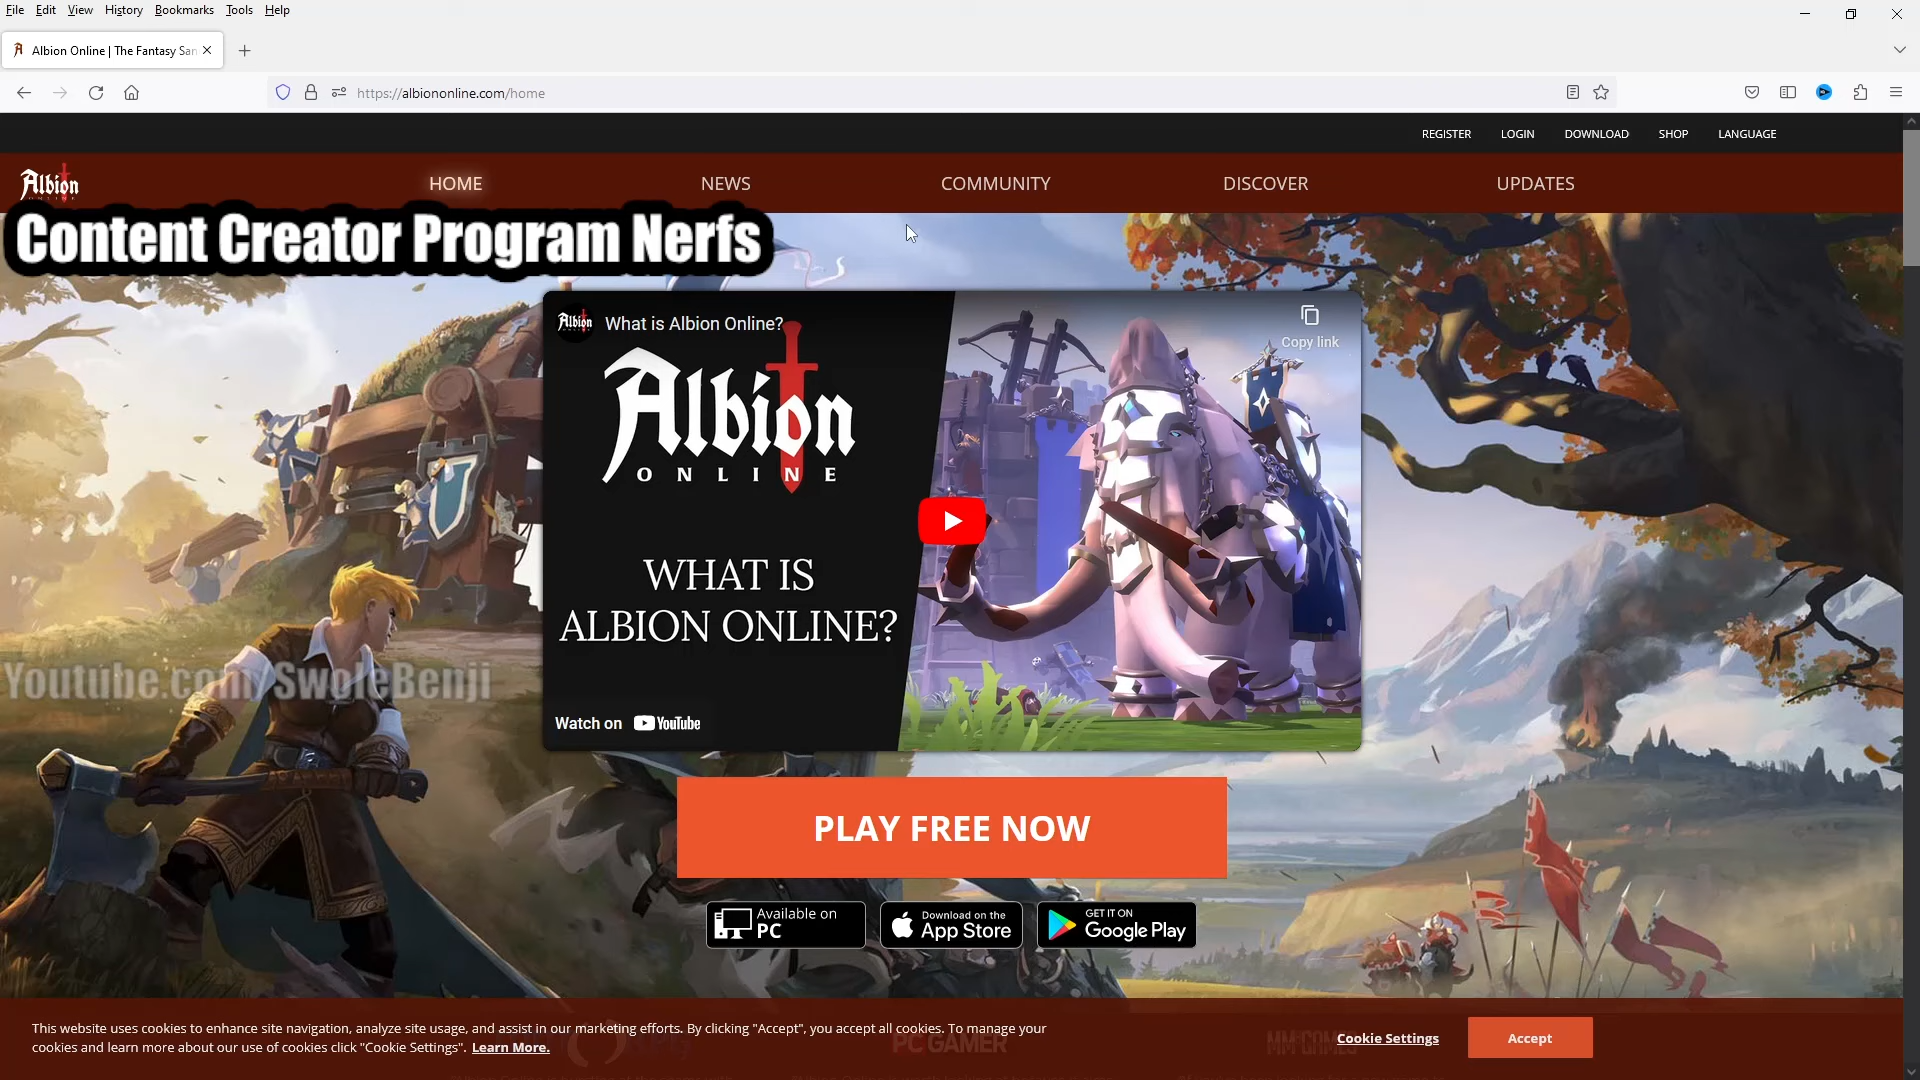 File Edit View History Bookmarks Tools Help
Albion Online | The Fantasy San
https://albiononline.com/home
REGISTER LOGIN DOWNLOAD SHOP LANGUAGE
Albion HOME NEWS COMMUNITY DISCOVER UPDATES
Content Creator Program Nerfs
Albion What is Albion Online?
Copy link
Albion
ONLINE
WHAT IS
ALBION ONLINE?
Youtube.com/SwoleBenji
Watch on YouTube
PLAY FREE NOW
Available on
PC
Download on the
App Store
GET IT ON
Google Play
This website uses cookies to enhance site navigation, analyze site usage, and assist in our marketing efforts. By clicking "Accept", you accept all cookies. To manage your
cookies and learn more about our use of cookies click "Cookie Settings". Learn More.
Cookie Settings
Accept
PC GAMER